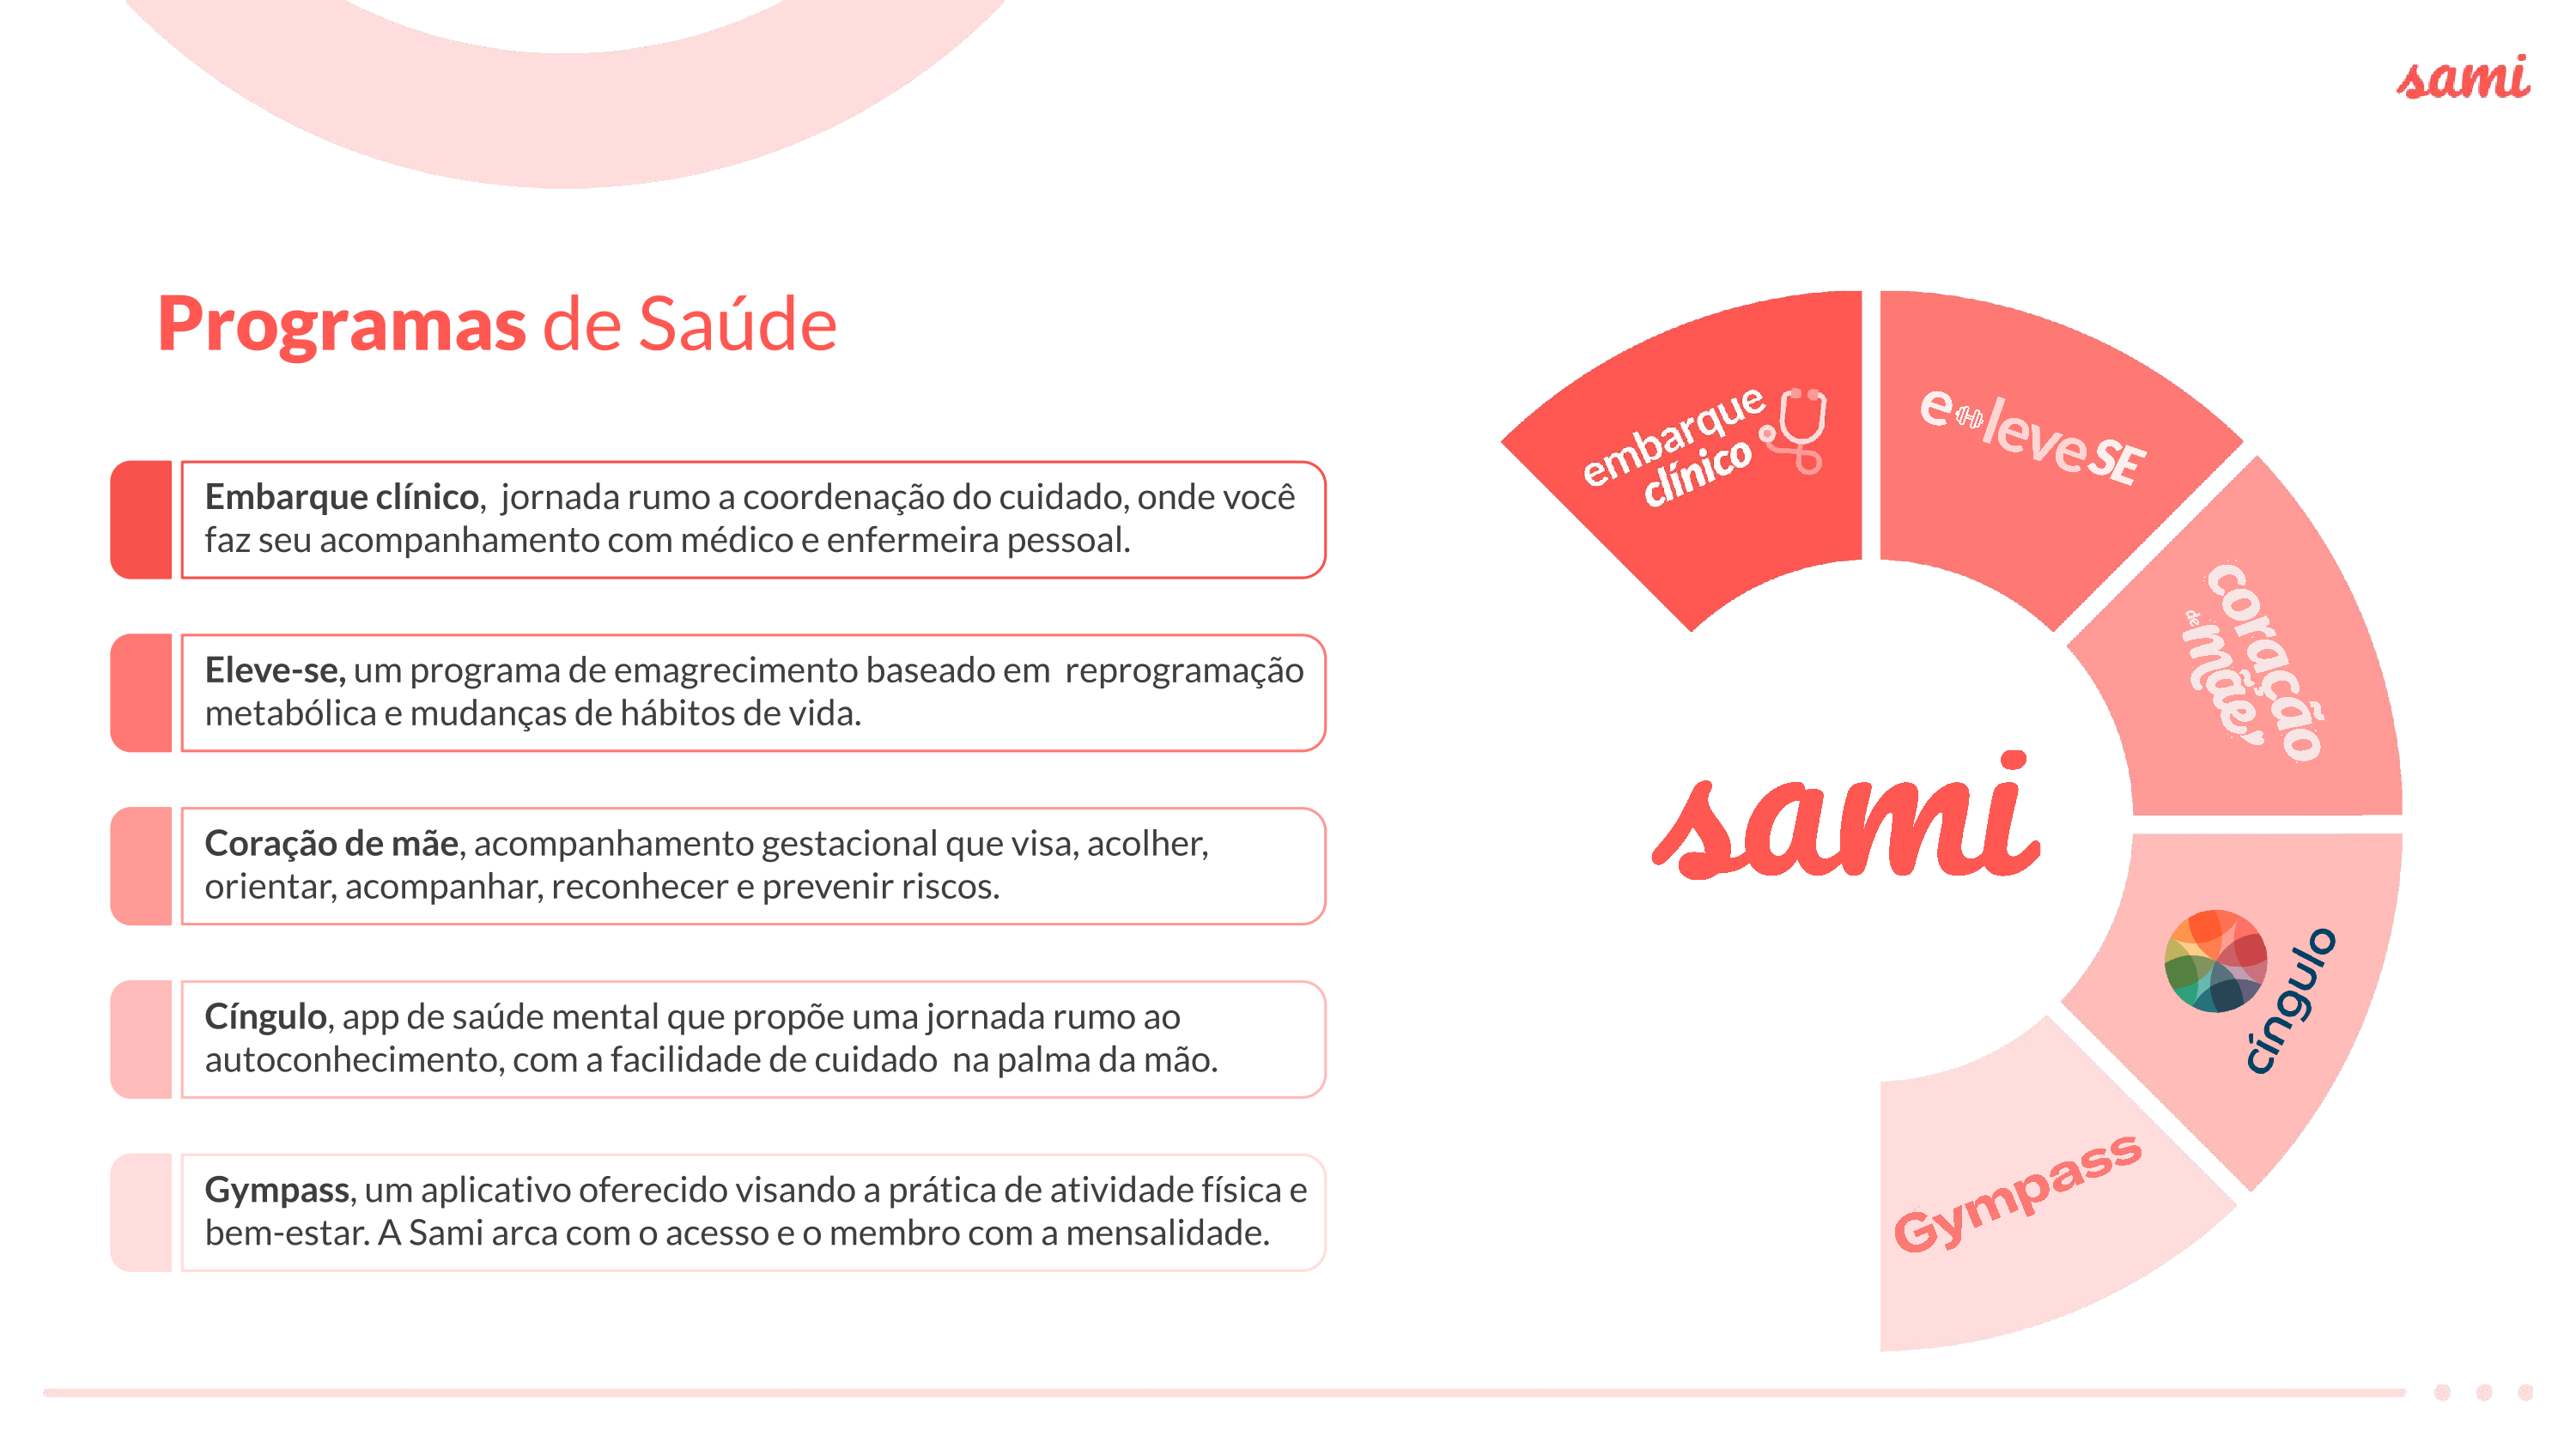 sami
Programas de Saúde
Embarque clínico, jornada rumo a coordenação do cuidado, onde você
faz seu acompanhamento com médico e enfermeira pessoal.
Eleve-se, um programa de emagrecimento baseado em reprogramação
metabólica e mudanças de hábitos de vida.
Coração de mãe, acompanhamento gestacional que visa, acolher,
orientar, acompanhar, reconhecer e prevenir riscos.
Cíngulo, app de saúde mental que propõe uma jornada rumo ao
autoconhecimento, com a facilidade de cuidado na palma da mão.
Gympass, um aplicativo oferecido visando a prática de atividade física e
bem-estar. A Sami arca com o acesso e o membro com a mensalidade.
embarque
clínico
e leve SE
coração
de mãe
cíngulo
Gympass
sami